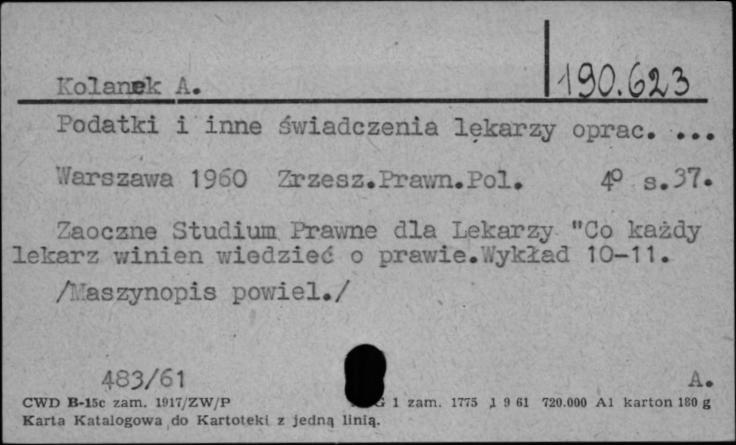 Kolanek A. 190.623
Podatki i inne świadczenia lekarzy oprac. ...
Warszawa 1960 Zrzesz.Prawn.Pol. 4º s.37.
Zaoczne Studium Prawne dla Lekarzy "Co każdy
lekarz winien wiedzieć o prawie.Wykład 10-11.
/Maszynopis powiel./
483/61 A.
CWD B-15c zam. 1917/ZW/P G 1 zam. 1775 1 9 61 720.000 A1 karton 180 g
Karta Katalogowa do Kartoteki z jedną linią.